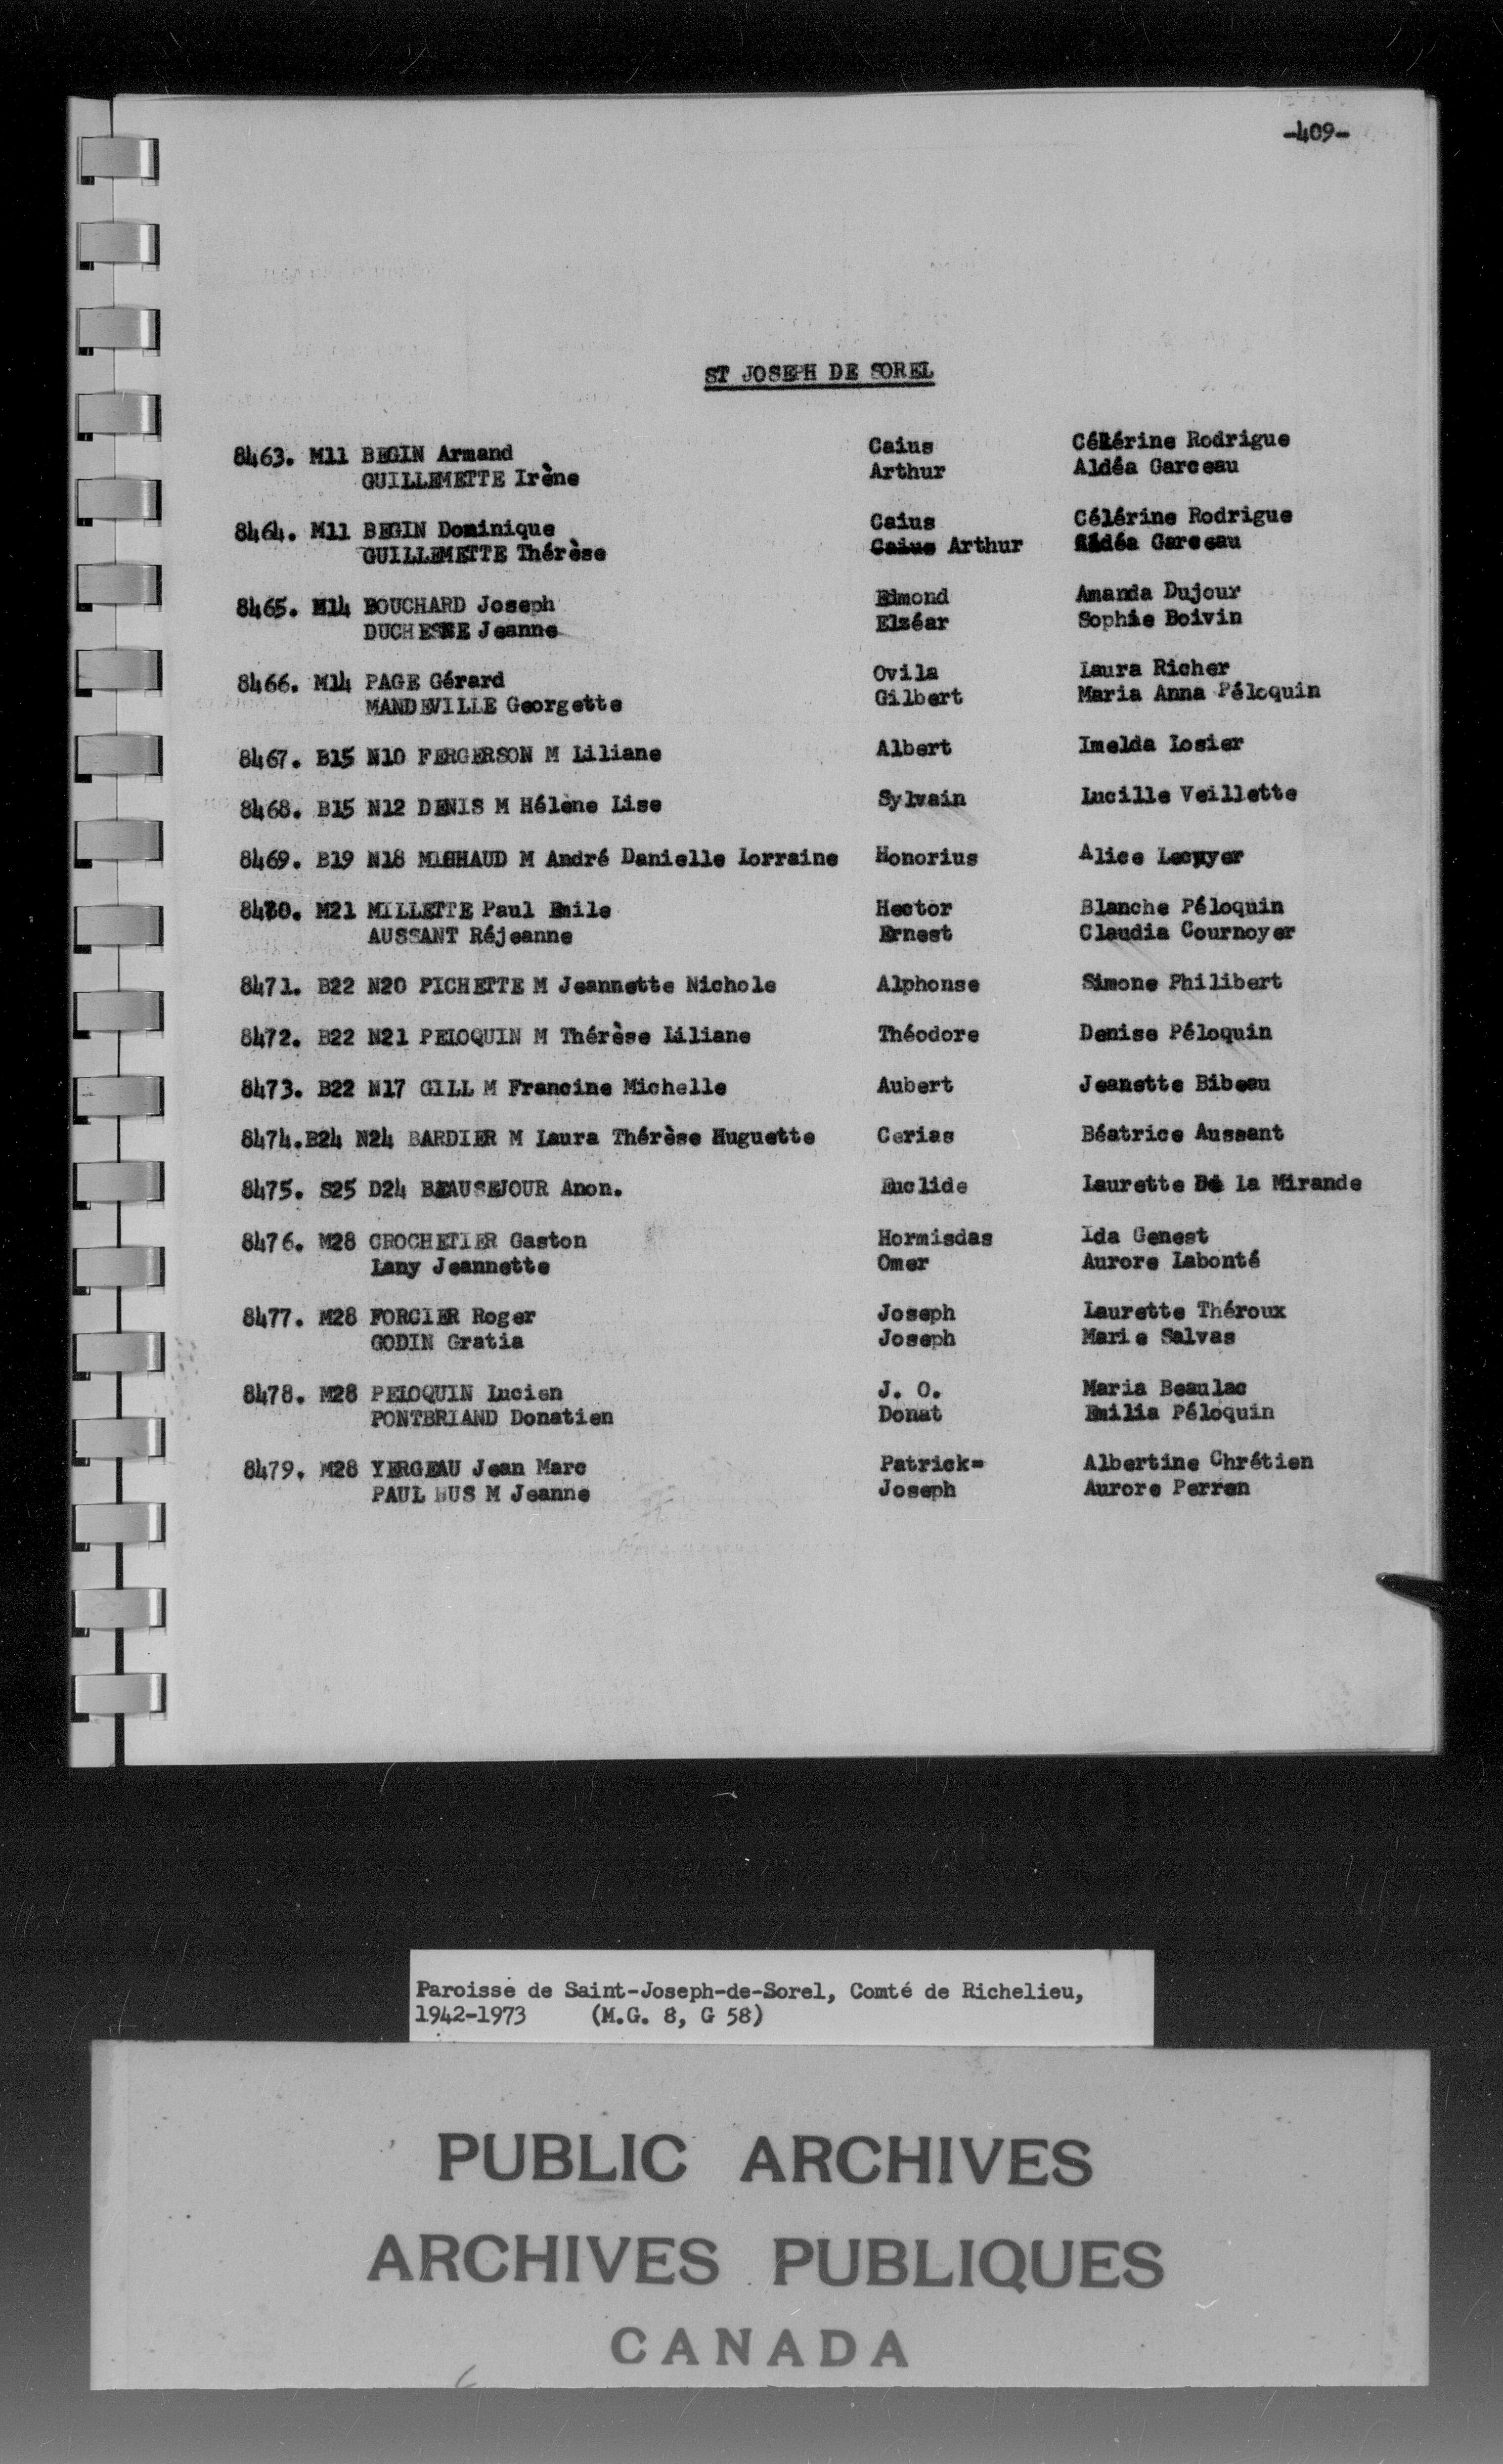 -409-
ST JOSEPH DE SOREL
8463. M11 BEGIN Armand Caius Célérine Rodrigue
GUILLEMETTE Irène Arthur Aldéa Garceau
8464. M11 BEGIN Dominique Caius Célérine Rodrigue
GUILLEMETTE Thérèse Caius Arthur Aldéa Garceau
8465. M14 BOUCHARD Joseph Edmond Amanda Dujour
DUCHESNE Jeanne Elzéar Sophie Boivin
8466. M14 PAGE Gérard Ovila Laura Richer
MANDEVILLE Georgette Gilbert Maria Anna Péloquin
8467. B15 N10 FERGERSON M Liliane Albert Imelda Losier
8468. B15 N12 DENIS M Hélène Lise Sylvain Lucille Veillette
8469. B19 N18 MICHAUD M André Danielle Lorraine Honorius Alice Lecuyer
8470. M21 MILLETTE Paul Emile Hector Blanche Péloquin
AUSSANT Réjeanne Ernest Claudia Cournoyer
8471. B22 N20 PICHETTE M Jeannette Nichole Alphonse Simone Philibert
8472. B22 N21 PELOQUIN M Thérèse Liliane Théodore Denise Péloquin
8473. B22 N17 GILL M Francine Michelle Aubert Jeanette Bibeau
8474. B24 N24 BARDIER M Laura Thérèse Huguette Cerias Béatrice Aussant
8475. S25 D24 BEAUSEJOUR Anon. Euclide Laurette De la Mirande
8476. M28 CROCHETIER Gaston Hormisdas Ida Genest
Lany Jeannette Omer Aurore Labonté
8477. M28 FORCIER Roger Joseph Laurette Théroux
GODIN Gratia Joseph Marie Salvas
8478. M28 PELOQUIN Lucien J. O. Maria Beaulac
PONTBRIAND Donatien Donat Emilia Péloquin
8479. M28 YERGEAU Jean Marc Patrick= Albertine Chrétien
PAUL HUS M Jeanne Joseph Aurore Perren
Paroisse de Saint-Joseph-de-Sorel, Comté de Richelieu,
1942-1973 (M.G. 8, G 58)
PUBLIC ARCHIVES
ARCHIVES PUBLIQUES
CANADA